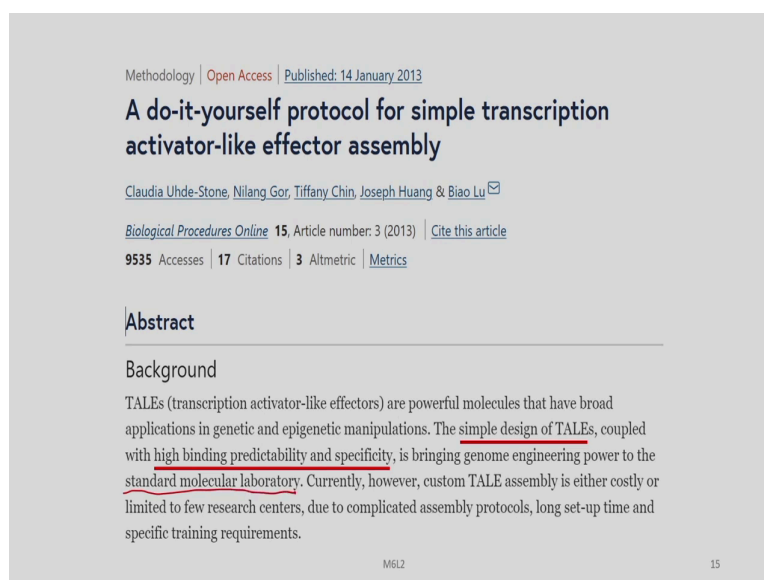 Methodology | Open Access | Published: 14 January 2013
A do-it-yourself protocol for simple transcription
activator-like effector assembly
Claudia Uhde-Stone, Nilang Gor, Tiffany Chin, Joseph Huang & Biao Lu
Biological Procedures Online 15, Article number: 3 (2013) | Cite this article
9535 Accesses | 17 Citations | 3 Altmetric | Metrics
Abstract
Background
TALEs (transcription activator-like effectors) are powerful molecules that have broad
applications in genetic and epigenetic manipulations. The simple design of TALEs, coupled
with high binding predictability and specificity, is bringing genome engineering power to the
standard molecular laboratory. Currently, however, custom TALE assembly is either costly or
limited to few research centers, due to complicated assembly protocols, long set-up time and
specific training requirements.
M6L2 15